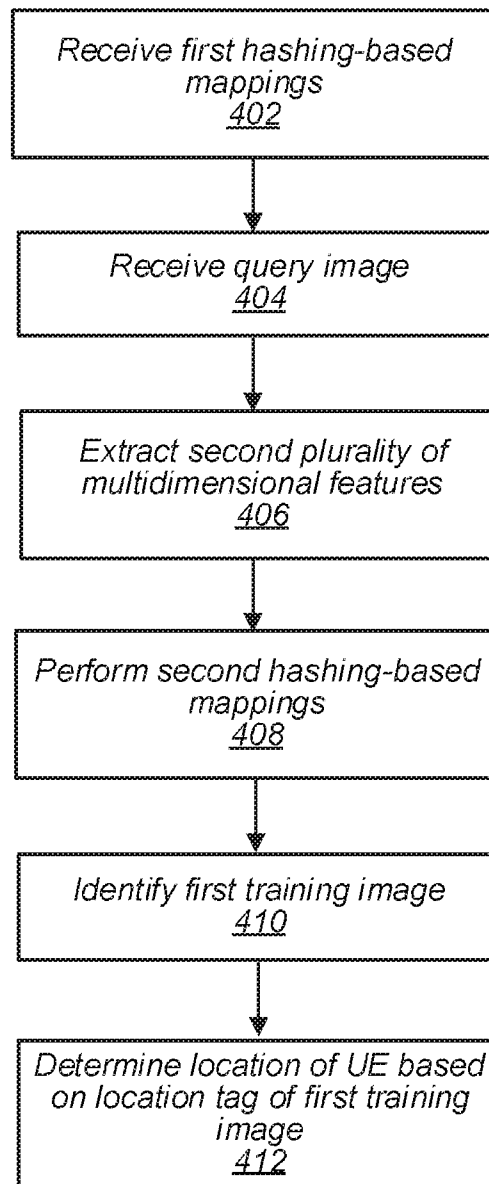 Receive first hashing-based
mappings
402
Receive query image
404
Extract second plurality of
multidimensional features
406
Perform second hashing-based
mappings
408
Identify first training image
410
Determine location of UE based
on location tag of first training
image
412